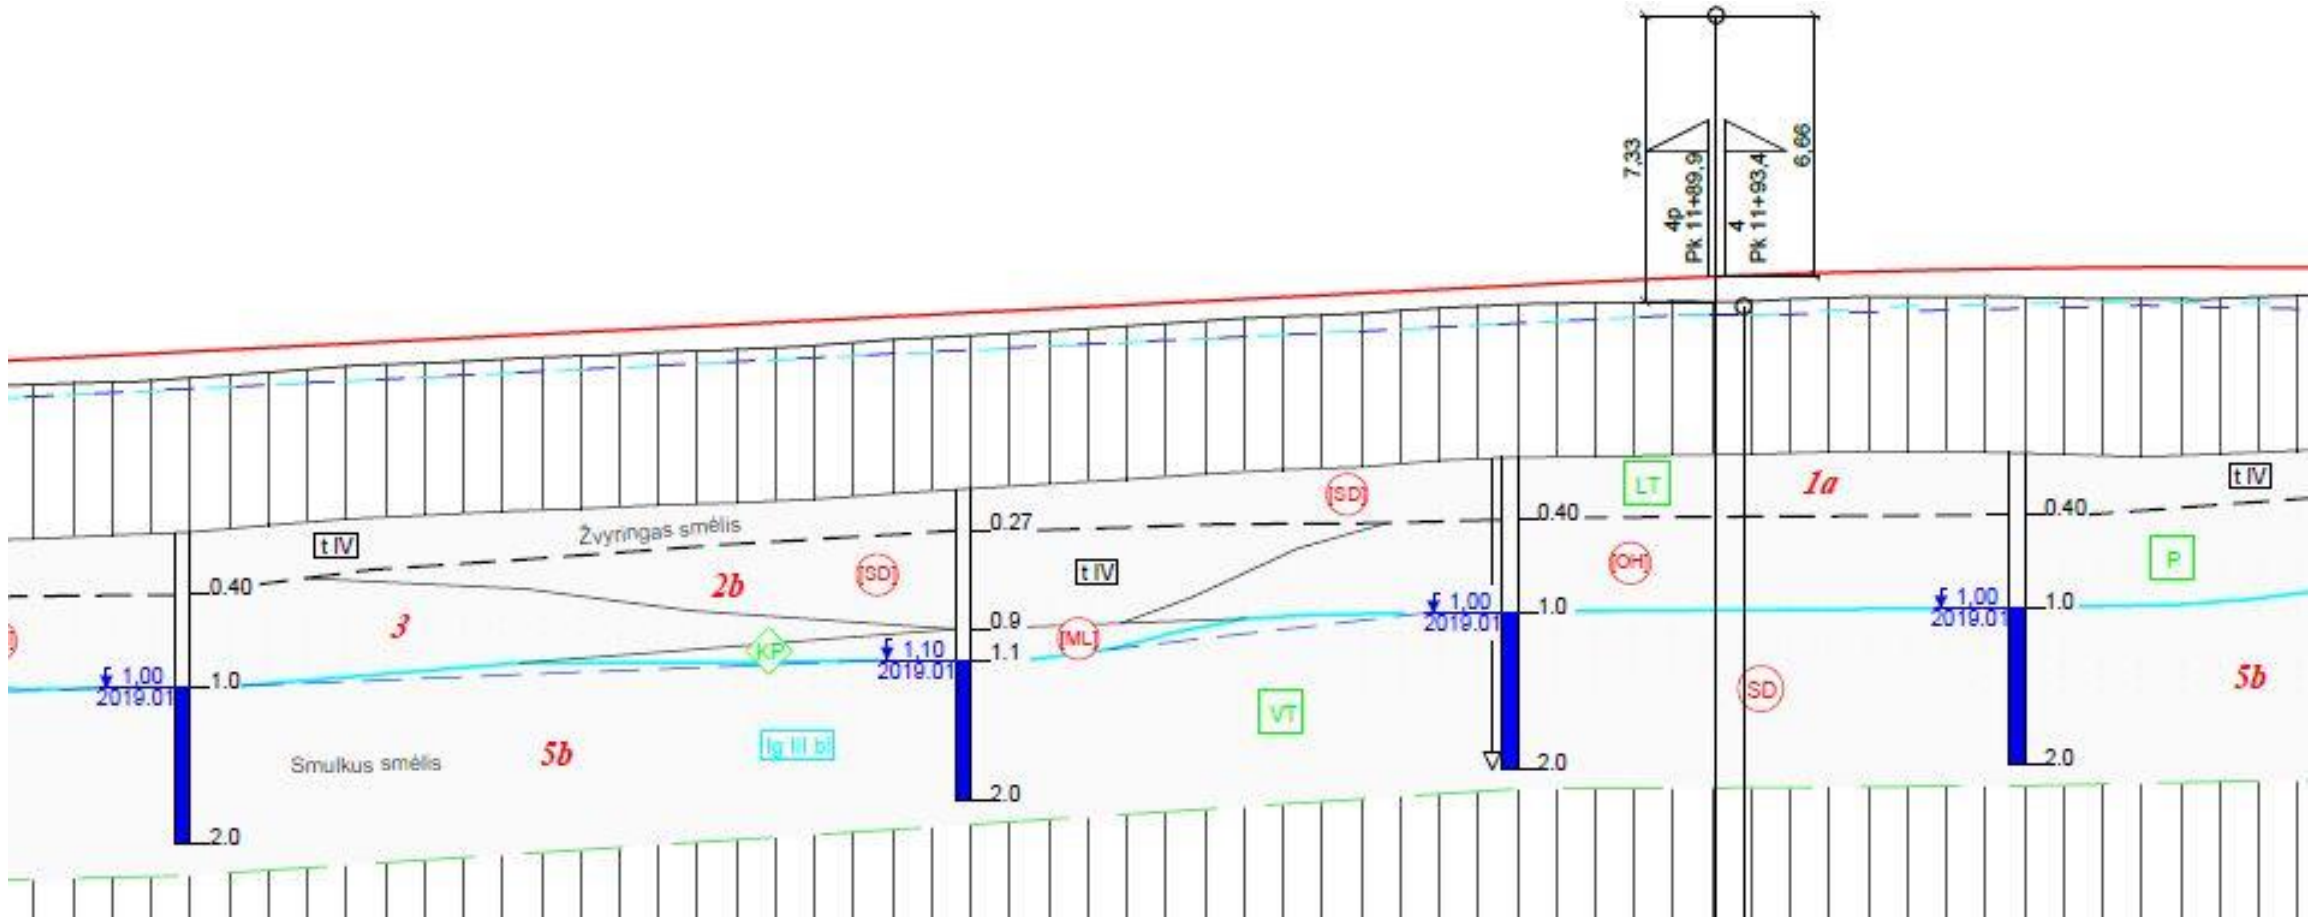 7,33
4p
Pk 11+89,9
4
Pk 11+93,4
6,66
t IV
Žvyringas smėlis
0.27
[SD]
0.40
LT
1a
0.40
t IV
0.40
3
2b
[SD]
t IV
[OH]
P
0.9
[ML]
1,00
2019.01
1.0
KP
1,10
2019.01
1.1
1,00
2019.01
1.0
1,00
2019.01
1.0
Smulkus smėlis
5b
lg III bl
VT
SD
5b
2.0
2.0
2.0
2.0